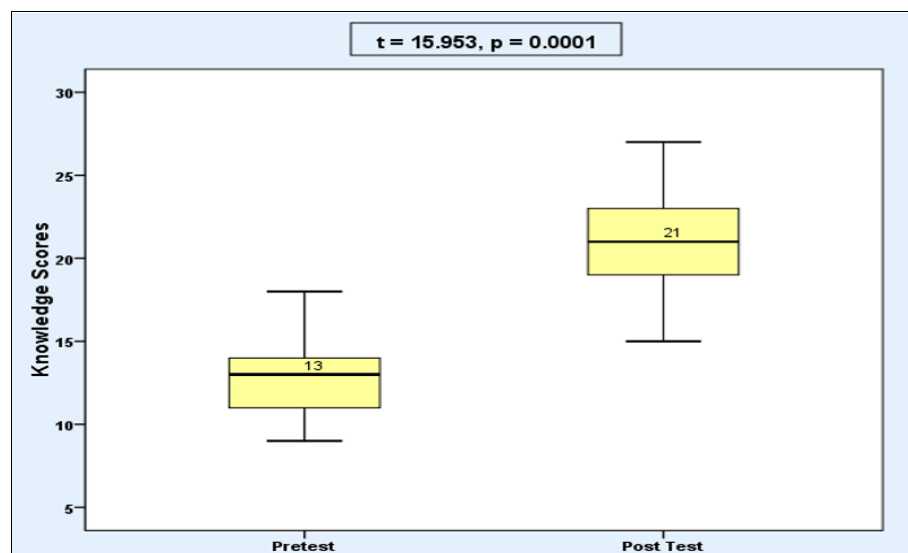 t = 15.953, p = 0.0001
Knowledge Scores
30
25
20
15
10
5
21
13
Pretest
Post Test